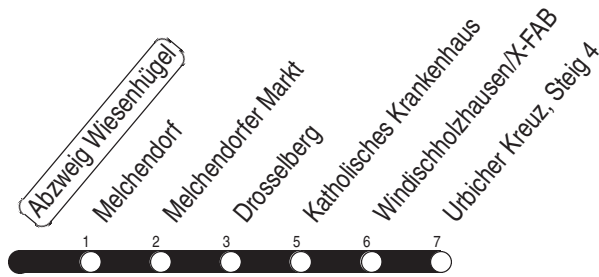 Abzweig Wiesenhügel
Melchendorf
Melchendorfer Markt
Drosselberg
Katholisches Krankenhaus
Windischholzhausen/X-FAB
Urbicher Kreuz, Steig 4
1 2 3 5 6 7